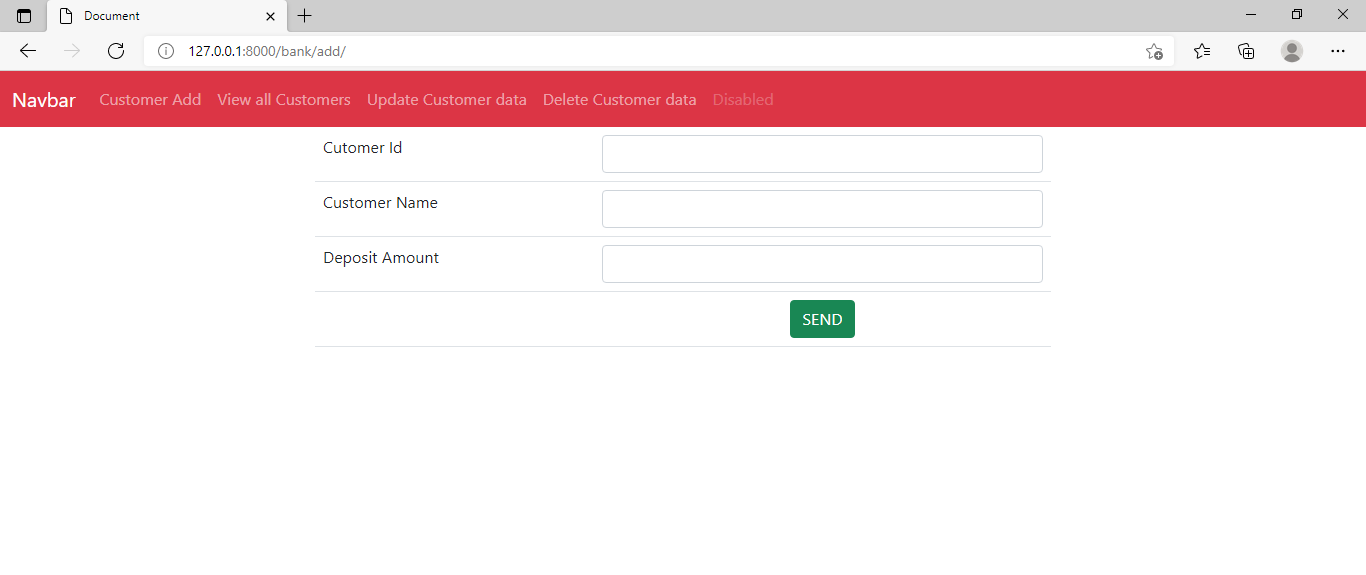 Document
127.0.0.1:8000/bank/add/
Navbar Customer Add View all Customers Update Customer data Delete Customer data Disabled
Cutomer Id
Customer Name
Deposit Amount
SEND